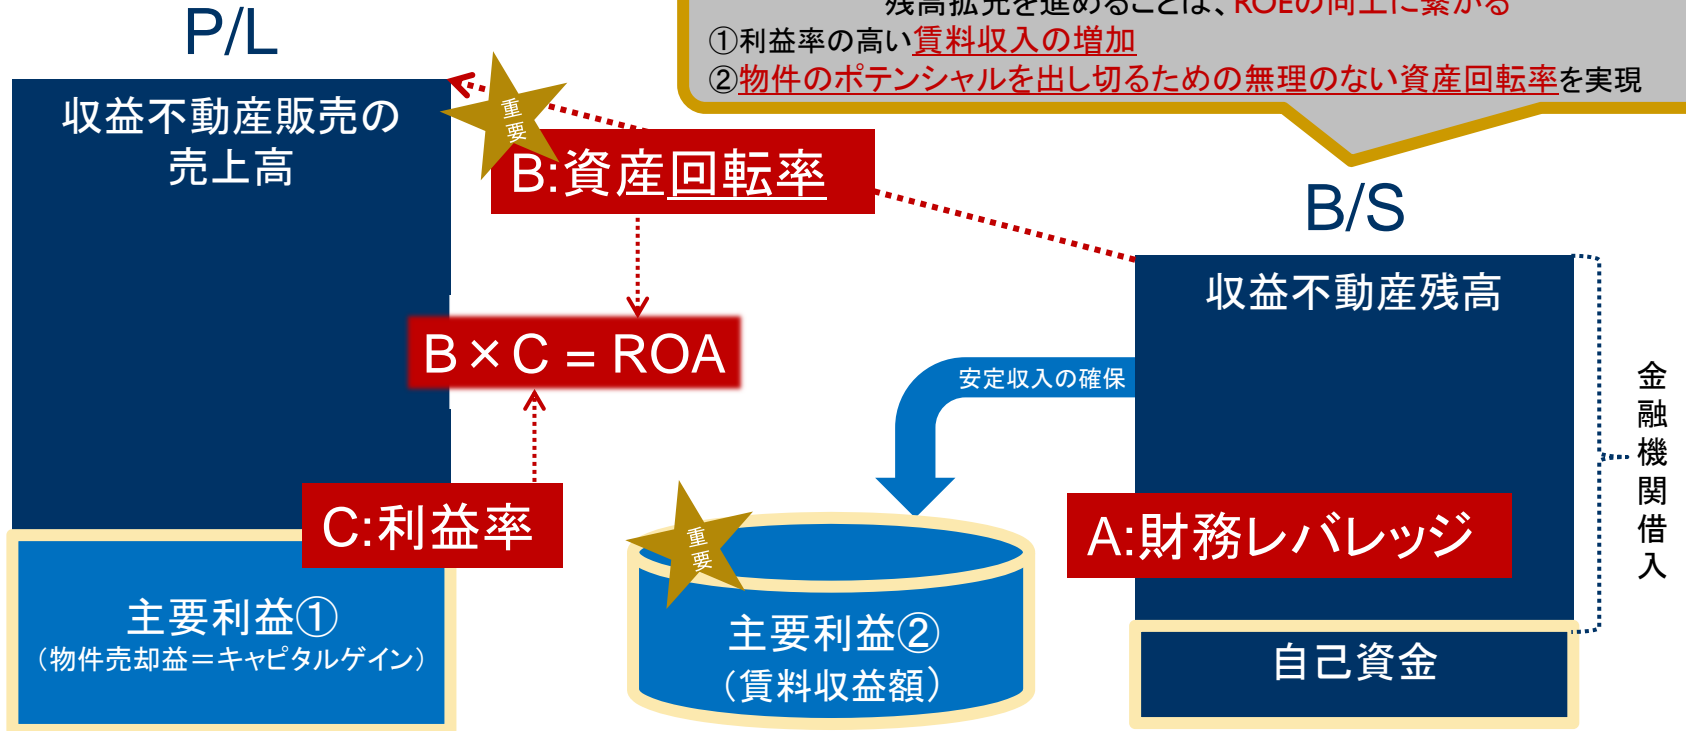 残高拡充を進めることは、ROEの向上に繋がる
①利益率の高い賃料収入の増加
②物件のポテンシャルを出し切るための無理のない資産回転率を実現
P/L
収益不動産販売の
売上高
重要
B:資産回転率
B/S
収益不動産残高
B×C = ROA
安定収入の確保
金融機関借入
C:利益率
重要
A:財務レバレッジ
主要利益①
（物件売却益＝キャピタルゲイン）
主要利益②
（賃料収益額）
自己資金